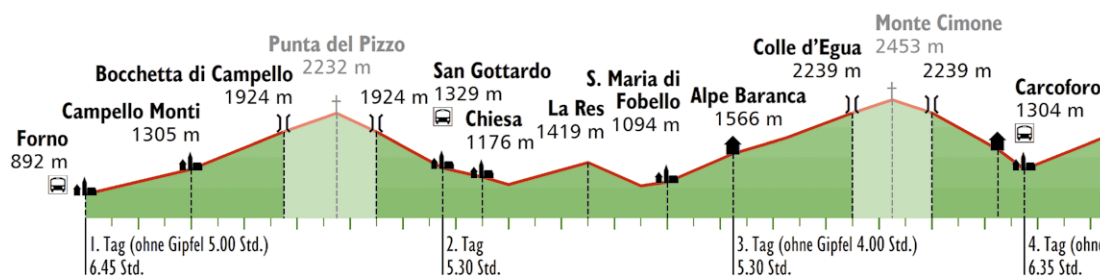 Forno
892 m
Campello Monti
1305 m
Bocchetta di Campello
1924 m
Punta del Pizzo
2232 m
1924 m
San Gottardo
1329 m
Chiesa
1176 m
La Res
1419 m
S. Maria di
Fobello
1094 m
Alpe Baranca
1566 m
Colle d'Egua
2239 m
Monte Cimone
2453 m
2239 m
Carcoforo
1304 m
1. Tag (ohne Gipfel 5.00 Std.)
6.45 Std.
2. Tag
5.30 Std.
3. Tag (ohne Gipfel 4.00 Std.)
5.30 Std.
4. Tag (ohn
6.35 Std.